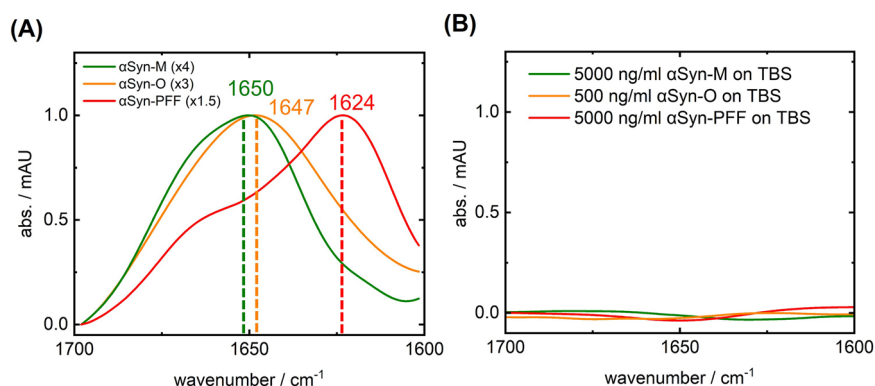 (A)
αSyn-M (x4)
αSyn-O (x3)
αSyn-PFF (x1.5)
1650
1647
1624
1.0
0.5
0.0
abs. / mAU
1700
1650
1600
wavenumber / cm⁻¹
(B)
5000 ng/ml αSyn-M on TBS
500 ng/ml αSyn-O on TBS
5000 ng/ml αSyn-PFF on TBS
1.0
0.5
0.0
abs. / mAU
1700
1650
1600
wavenumber / cm⁻¹